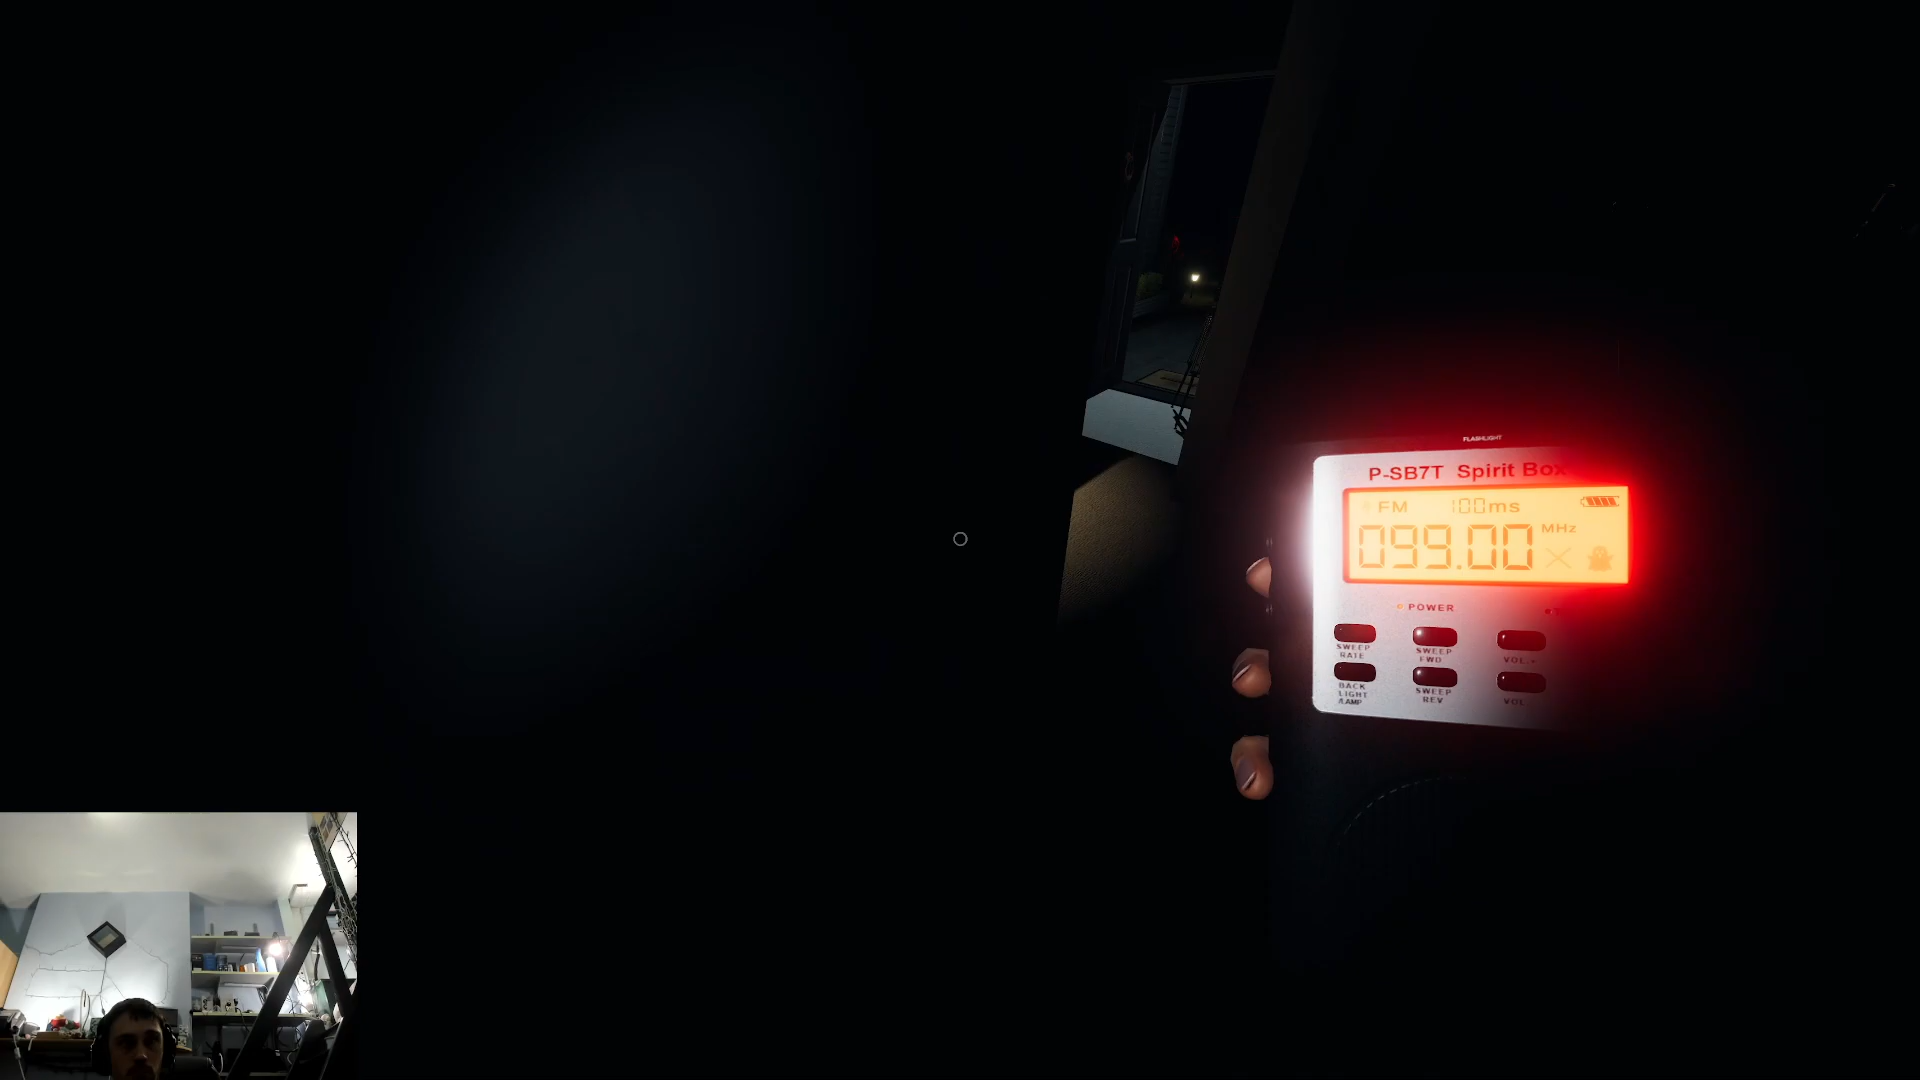 FLASHLIGHT
P-SB7T Spirit Box
FM 100ms
099.00 MHz
POWER
SWEEP RATE
SWEEP FWD
VOL.+
BACK LIGHT /LAMP
SWEEP REV
VOL